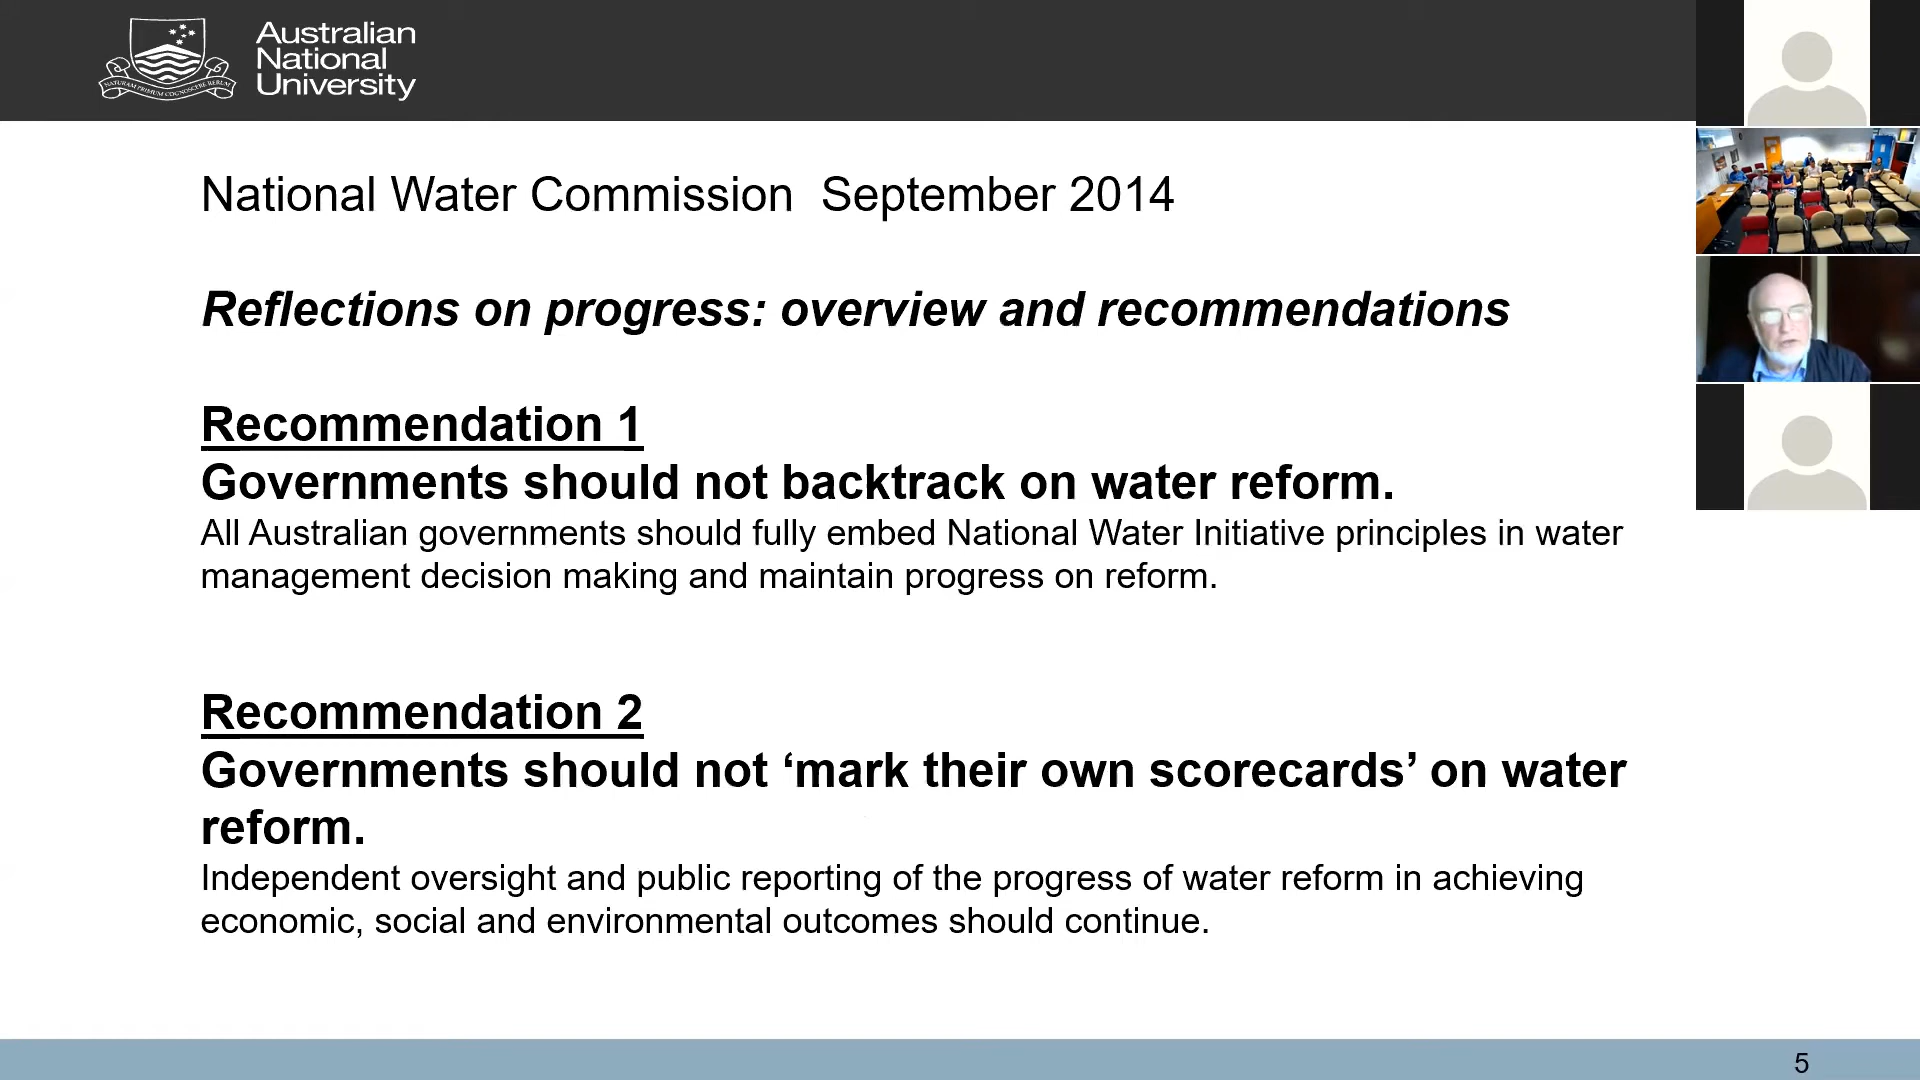 Australian
National
University
NATURAM PRIMUM COGNOSCERE RERUM
National Water Commission  September 2014
Reflections on progress: overview and recommendations
Recommendation 1
Governments should not backtrack on water reform.
All Australian governments should fully embed National Water Initiative principles in water
management decision making and maintain progress on reform.
Recommendation 2
Governments should not ‘mark their own scorecards’ on water
reform.
Independent oversight and public reporting of the progress of water reform in achieving
economic, social and environmental outcomes should continue.
5